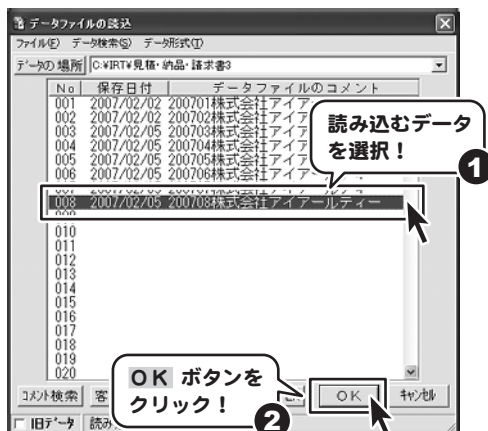 データファイルの読込
ファイル(F) データ検索(S) データ形式(T)
データの場所 C:¥IRT¥見積・納品・請求書3
No 保存日付 データファイルのコメント
001 2007/02/02 200701株式会社アイア
002 2007/02/02 200702株式会社アイア
003 2007/02/05 200703株式会社アイア
004 2007/02/05 200704株式会社アイア
005 2007/02/05 200705株式会社アイア
006 2007/02/05 200706株式会社アイア
読み込むデータ
を選択！
1
008 2007/02/05 200708株式会社アイアールティー
010
011
012
013
014
015
016
017
018
019
020
OK ボタンを
クリック！
2
コメント検索 客
OK
キャンセル
旧データ 読み